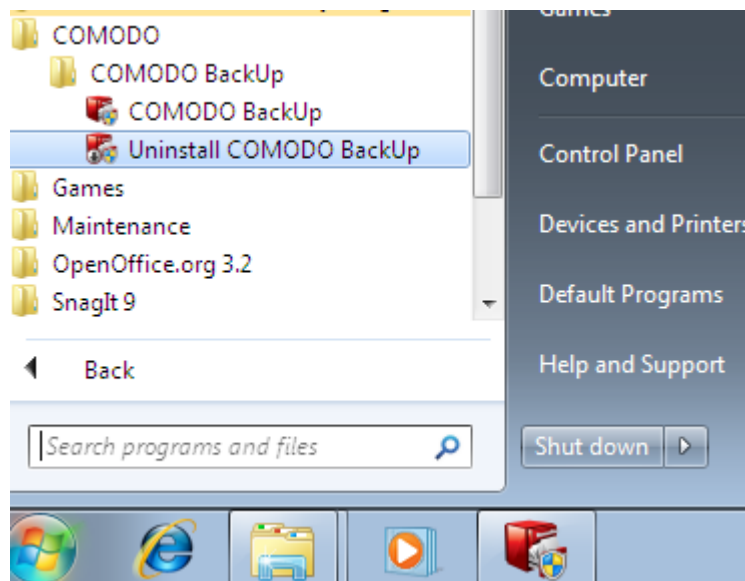 COMODO
COMODO BackUp
COMODO BackUp
Uninstall COMODO BackUp
Games
Maintenance
OpenOffice.org 3.2
SnagIt 9
Back
Search programs and files
Games
Computer
Control Panel
Devices and Printers
Default Programs
Help and Support
Shut down